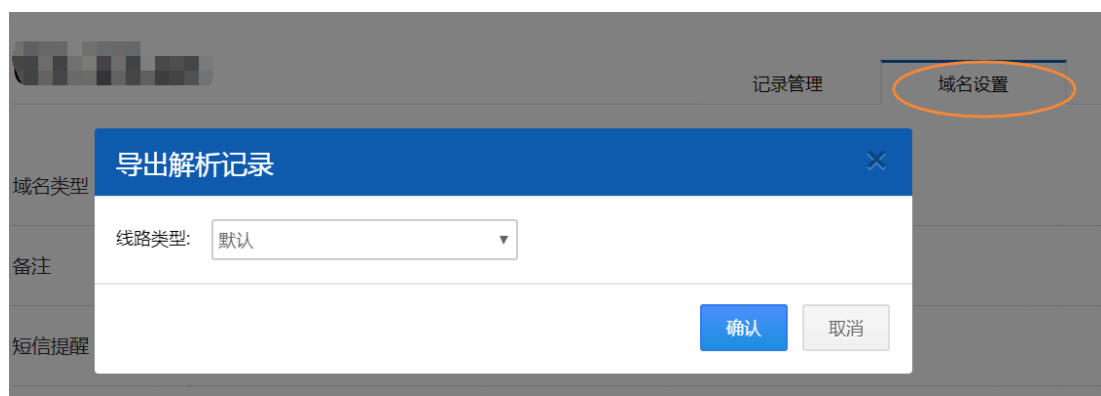 记录管理
域名设置
导出解析记录
域名类型
线路类型:
默认
备注
确认
取消
短信提醒